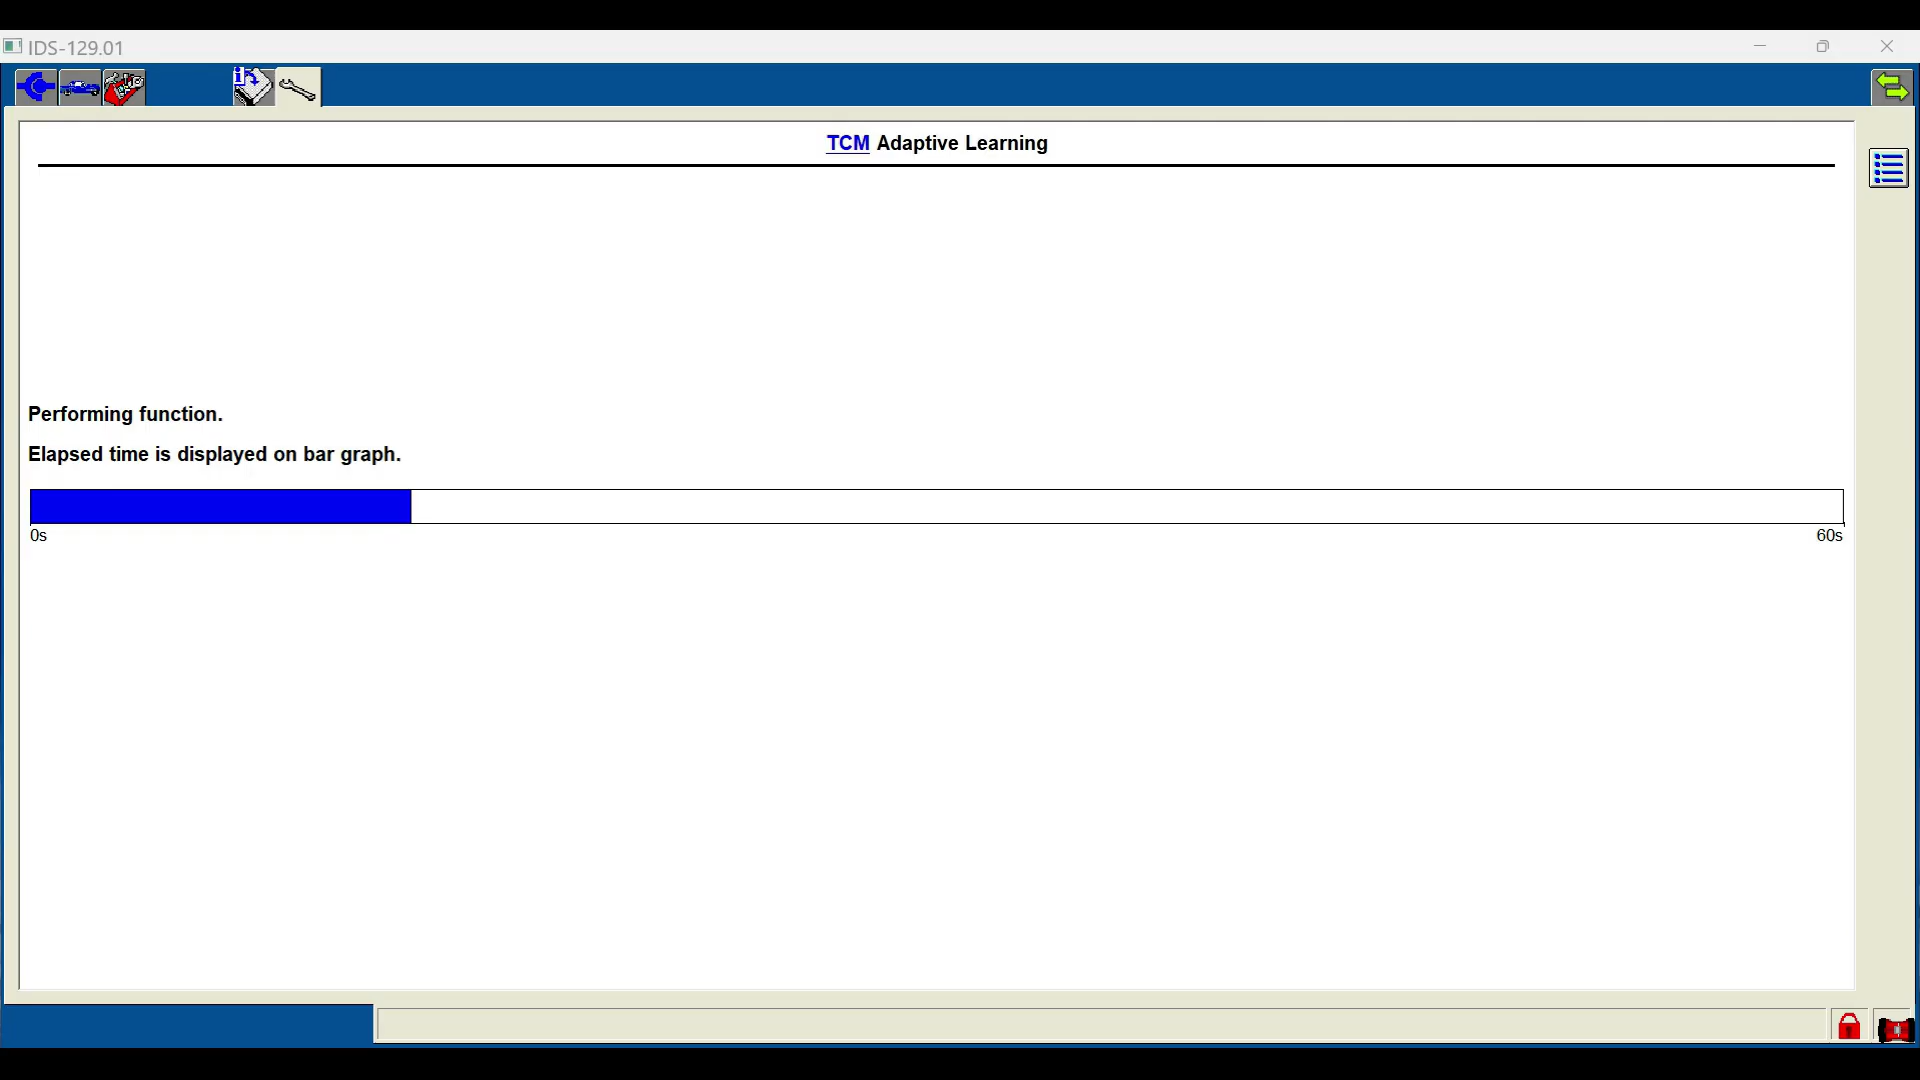 IDS-129.01
TCM Adaptive Learning
Performing function.
Elapsed time is displayed on bar graph.
0s
60s